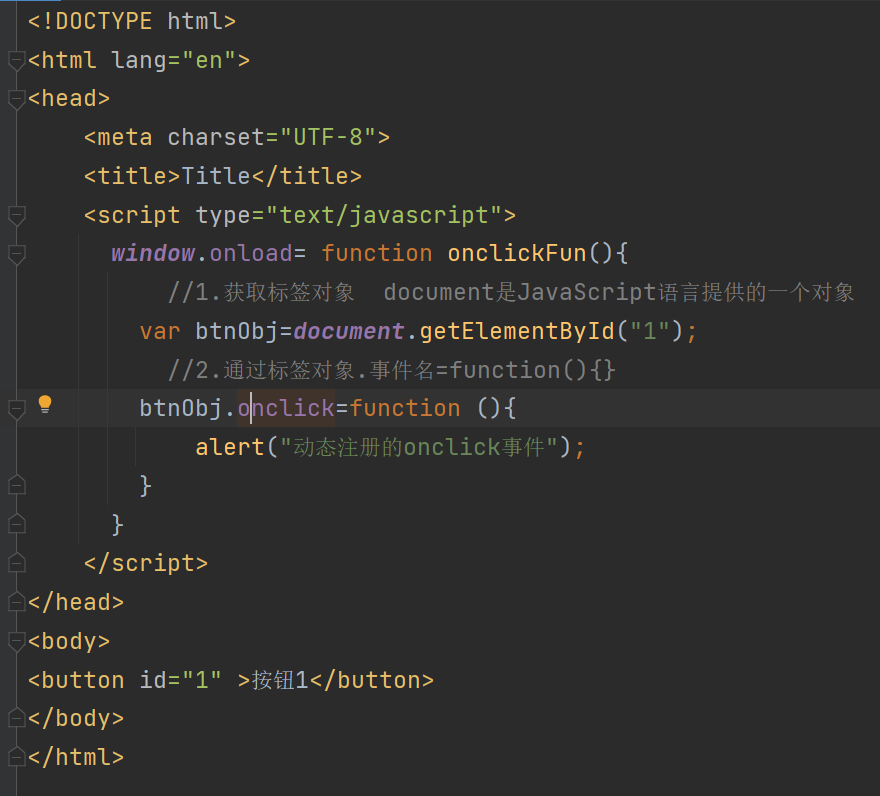 <!DOCTYPE html>
<html lang="en">
<head>
    <meta charset="UTF-8">
    <title>Title</title>
    <script type="text/javascript">
      window.onload= function onclickFun(){
          //1.获取标签对象  document是JavaScript语言提供的一个对象
        var btnObj=document.getElementById("1");
          //2.通过标签对象.事件名=function(){}
        btnObj.onclick=function (){
            alert("动态注册的onclick事件");
        }
      }
    </script>
</head>
<body>
<button id="1" >按钮1</button>
</body>
</html>